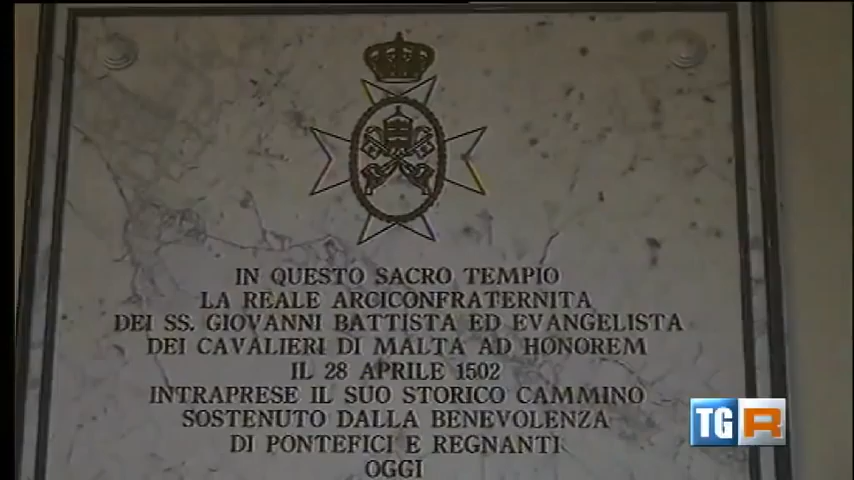 IN QUESTO SACRO TEMPIO
LA REALE ARCICONFRATERNITA
DEI SS. GIOVANNI BATTISTA ED EVANGELISTA
DEI CAVALIERI DI MALTA AD HONOREM
IL 28 APRILE 1502
INTRAPRESE IL SUO STORICO CAMMINO
SOSTENUTO DALLA BENEVOLENZA
DI PONTEFICI E REGNANTI
OGGI
TGR